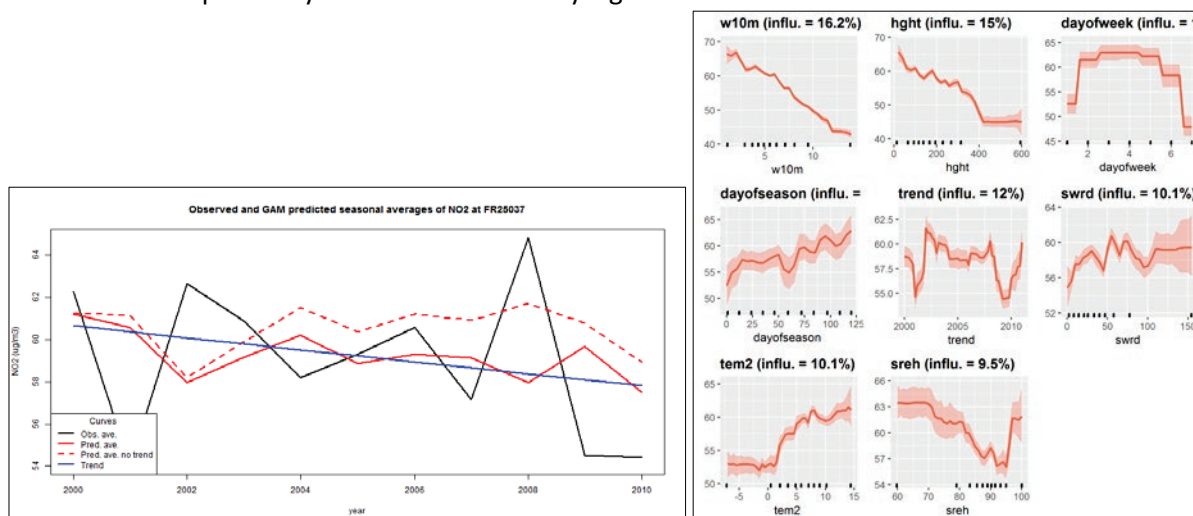 Observed and GAM predicted seasonal averages of NO2 at FR25037
NO2 (ug/m3)
64
62
60
58
54
Curves
Obs. ave.
Pred. ave.
Pred. ave. no trend
Trend
2000 2002 2004 2006 2008 2010
year
w10m (influ. = 16.2%) hght (influ. = 15%) dayofweek (influ. = 1
70
60
50
40
5 10
w10m
70
60
50
40
0 200 400 600
hght
65
60
55
50
45
2 4 6
dayofweek
dayofseason (influ. = trend (influ. = 12%) swrd (influ. = 10.1%)
65
60
55
50
0 25 50 75 100 125
dayofseason
62.5
60.0
57.5
55.0
2000 2005 2010
trend
64
60
56
52
0 50 100 150
swrd
tem2 (influ. = 10.1%) sreh (influ. = 9.5%)
65
60
55
50
-5 0 5 10 15
tem2
66
63
60
57
54
60 70 80 90 100
sreh